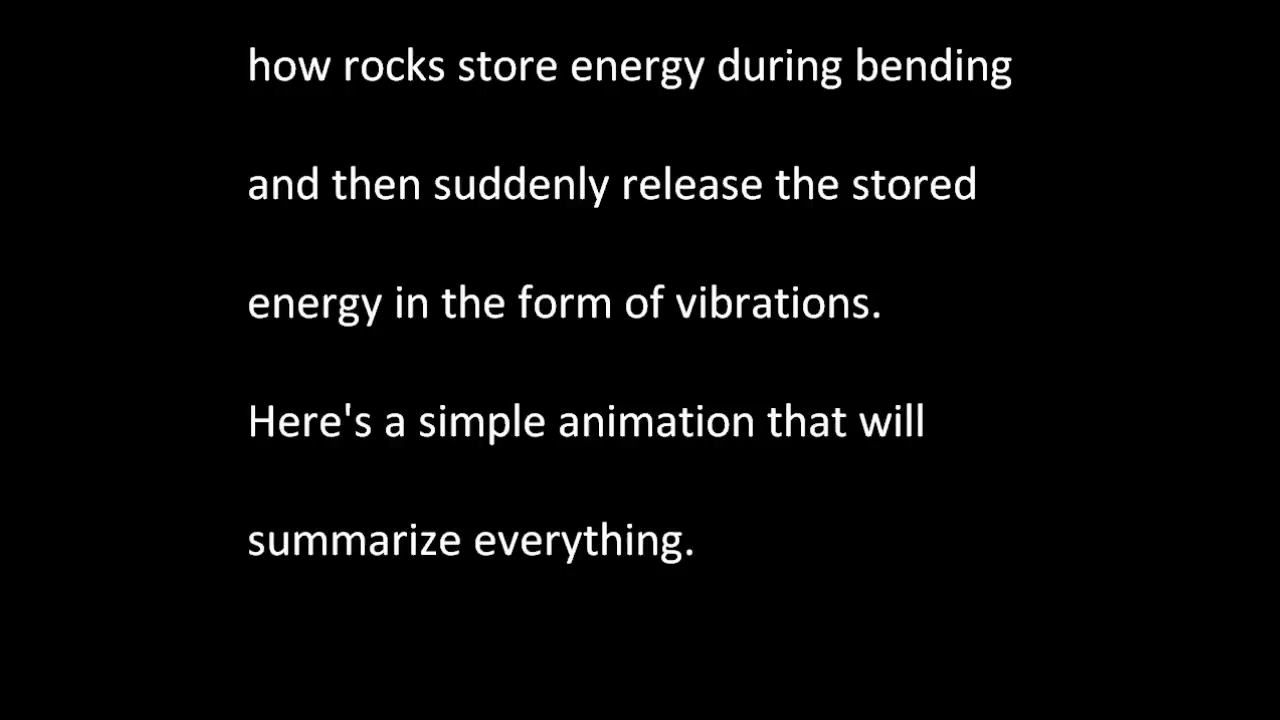 how rocks store energy during bending
and then suddenly release the stored
energy in the form of vibrations.
Here's a simple animation that will
summarize everything.